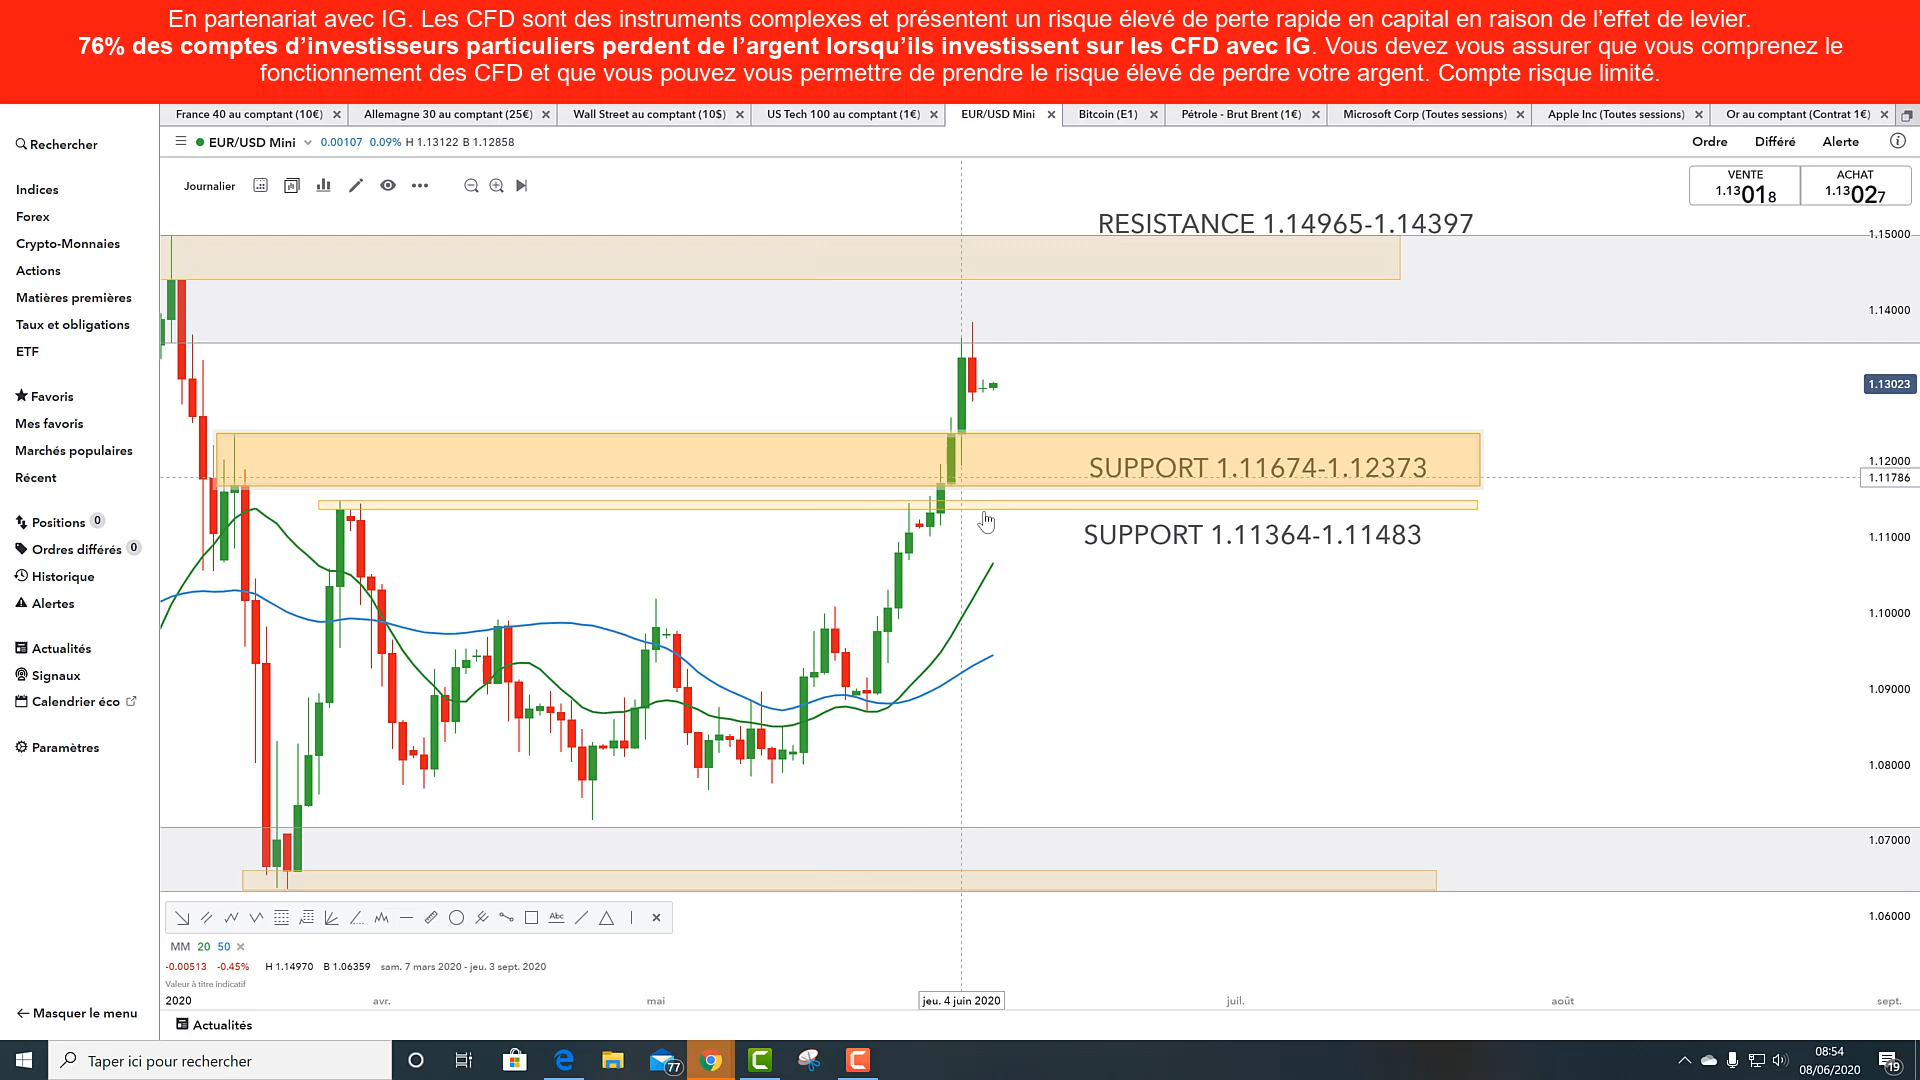 En partenariat avec IG. Les CFD sont des instruments complexes et présentent un risque élevé de perte rapide en capital en raison de l’effet de levier.
76% des comptes d’investisseurs particuliers perdent de l’argent lorsqu’ils investissent sur les CFD avec IG. Vous devez vous assurer que vous comprenez le
fonctionnement des CFD et que vous pouvez vous permettre de prendre le risque élevé de perdre votre argent. Compte risque limité.
France 40 au comptant (10€)
Allemagne 30 au comptant (25€)
Wall Street au comptant (10$)
US Tech 100 au comptant (1€)
EUR/USD Mini
Bitcoin (E1)
Pétrole - Brut Brent (1€)
Microsoft Corp (Toutes sessions)
Apple Inc (Toutes sessions)
Or au comptant (Contrat 1€)
Rechercher
EUR/USD Mini 0.00107 0.09% H 1.13122 B 1.12858
Ordre Différé Alerte
Journalier
VENTE
1.13018
ACHAT
1.13027
Indices
Forex
Crypto-Monnaies
Actions
Matières premières
Taux et obligations
ETF
Favoris
Mes favoris
Marchés populaires
Récent
Positions 0
Ordres différés 0
Historique
Alertes
Actualités
Signaux
Calendrier éco
Paramètres
Masquer le menu
RESISTANCE 1.14965-1.14397
SUPPORT 1.11674-1.12373
SUPPORT 1.11364-1.11483
1.15000
1.14000
1.13023
1.12000
1.11786
1.11000
1.10000
1.09000
1.08000
1.07000
1.06000
Abc
MM 20 50
-0.00513 -0.45% H 1.14970 B 1.06359 sam. 7 mars 2020 - jeu. 3 sept. 2020
Valeur à titre indicatif
2020 avr. mai jeu. 4 juin 2020 juil. août sept.
Actualités
Taper ici pour rechercher
77
08:54
08/06/2020
19